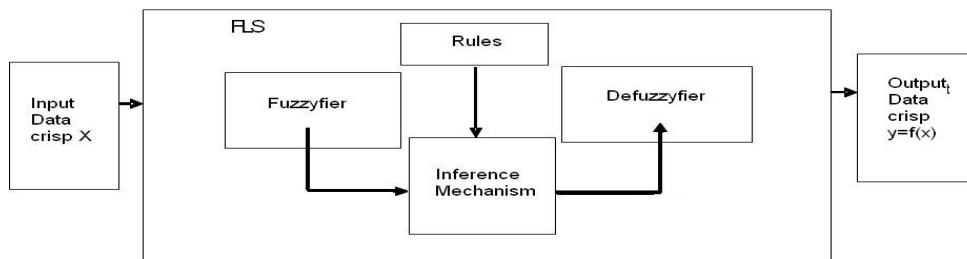 FLS
Rules
Input
Data
crisp X
Fuzzyfier
Defuzzyfier
Inference
Mechanism
Output t
Data
crisp
y=f(x)